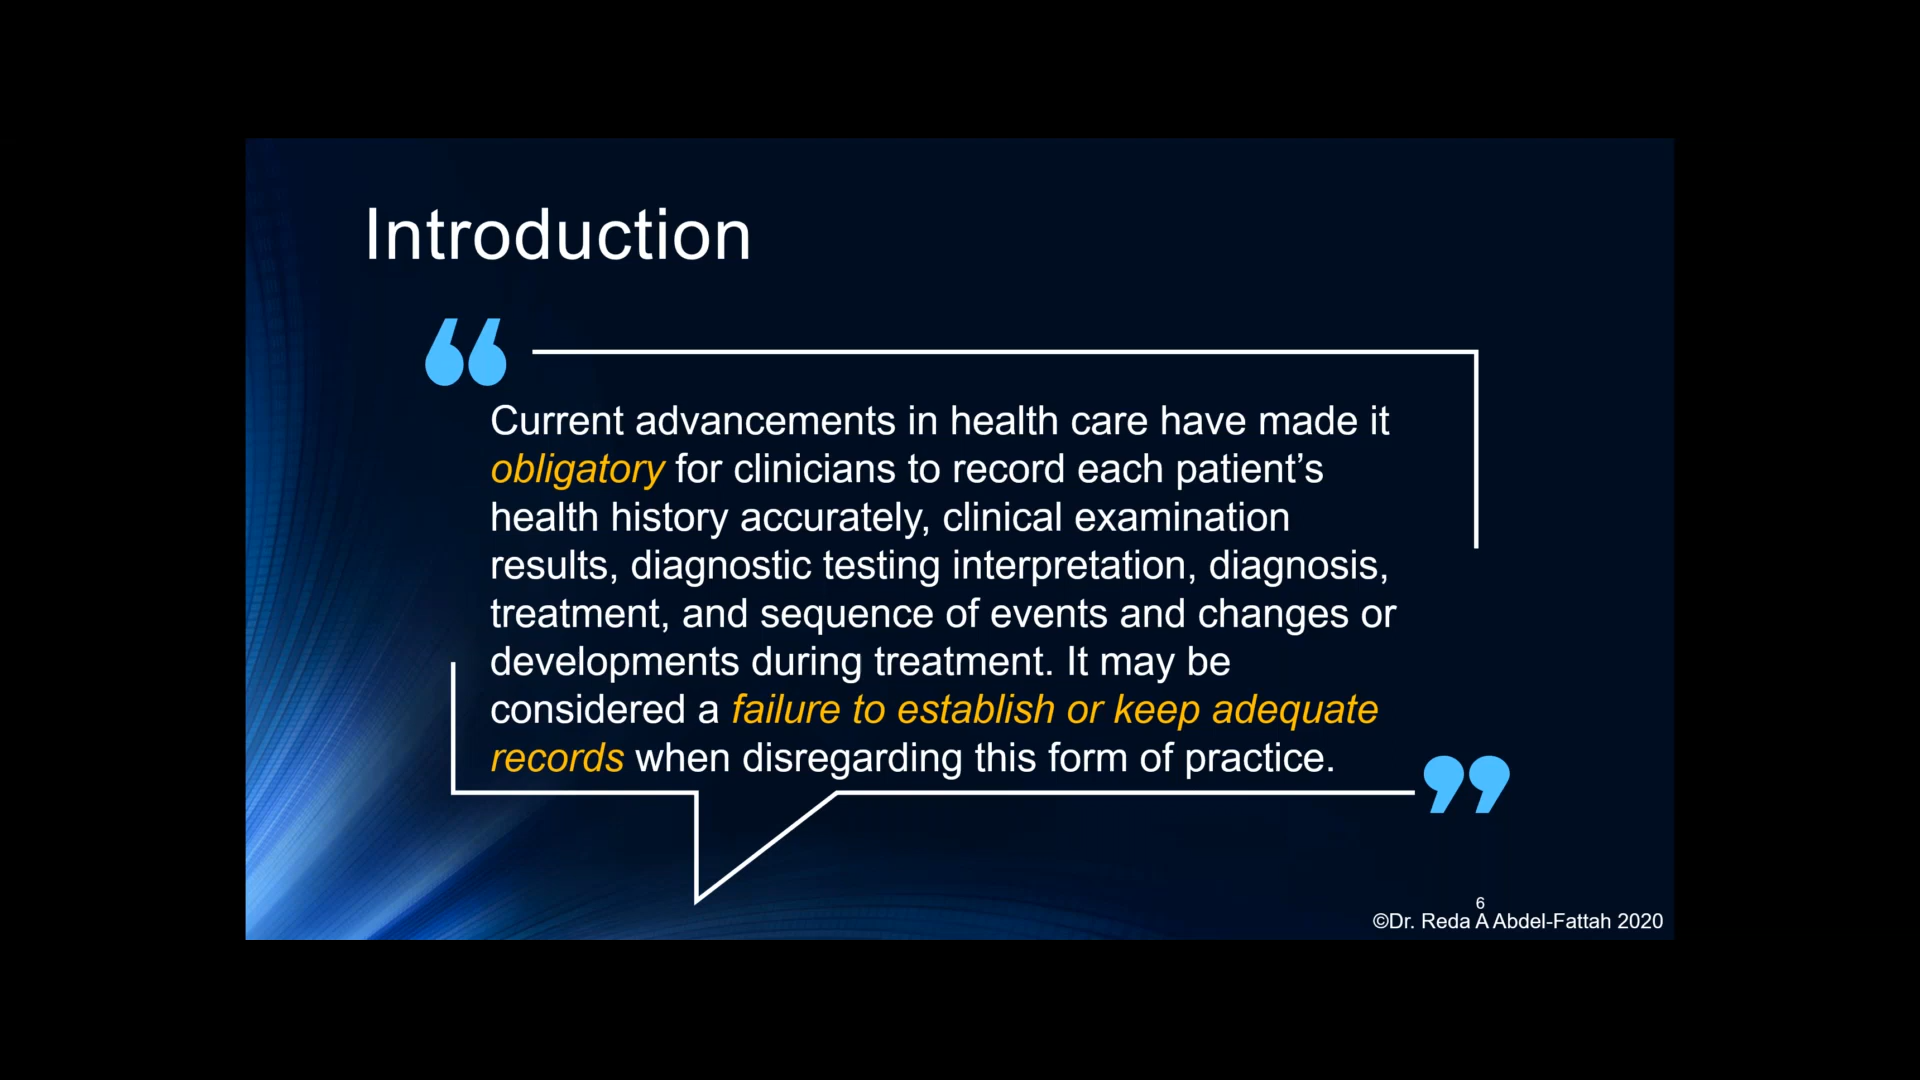 Introduction
“
Current advancements in health care have made it
obligatory for clinicians to record each patient’s
health history accurately, clinical examination
results, diagnostic testing interpretation, diagnosis,
treatment, and sequence of events and changes or
developments during treatment. It may be
considered a failure to establish or keep adequate
records when disregarding this form of practice.
”
6
©Dr. Reda A Abdel-Fattah 2020